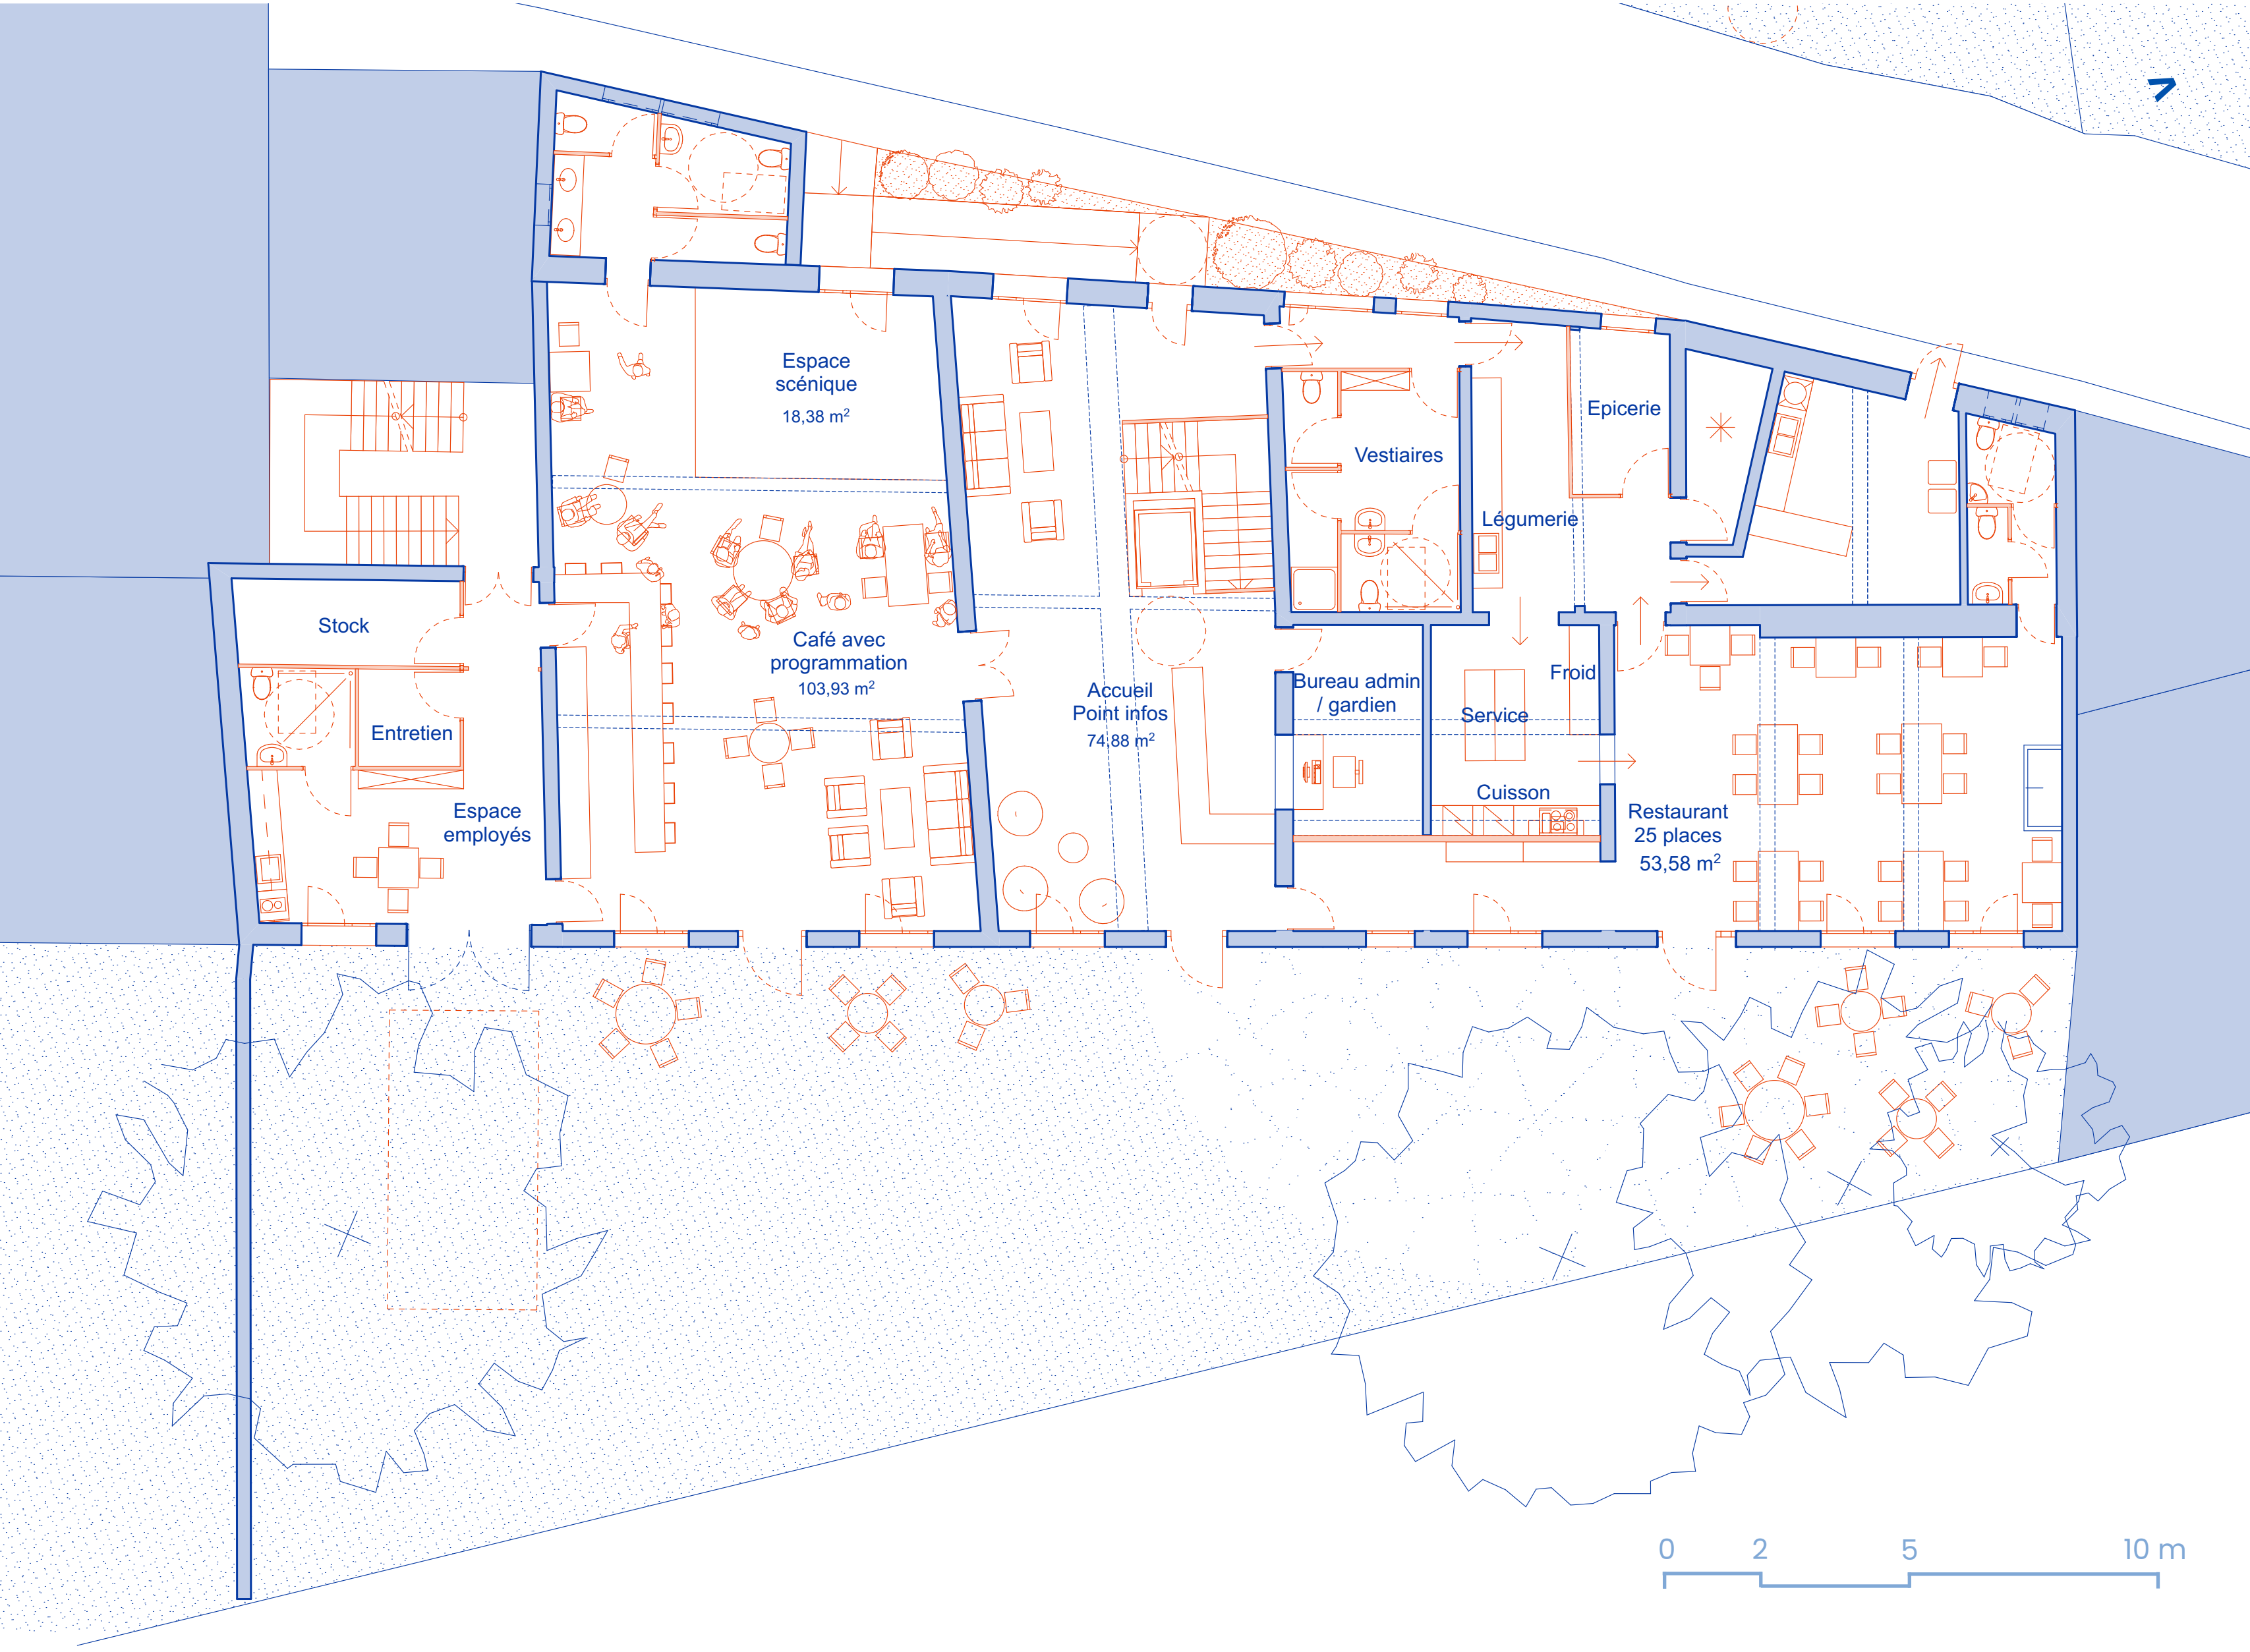 Espace
scénique
18,38 m²
Epicerie
Vestiaires
Légumerie
Stock
Café avec
programmation
103,93 m²
Accueil
Point infos
74,88 m²
Bureau admin
/ gardien
Froid
Service
Entretien
Cuisson
Espace
employés
Restaurant
25 places
53,58 m²
0 2 5 10 m